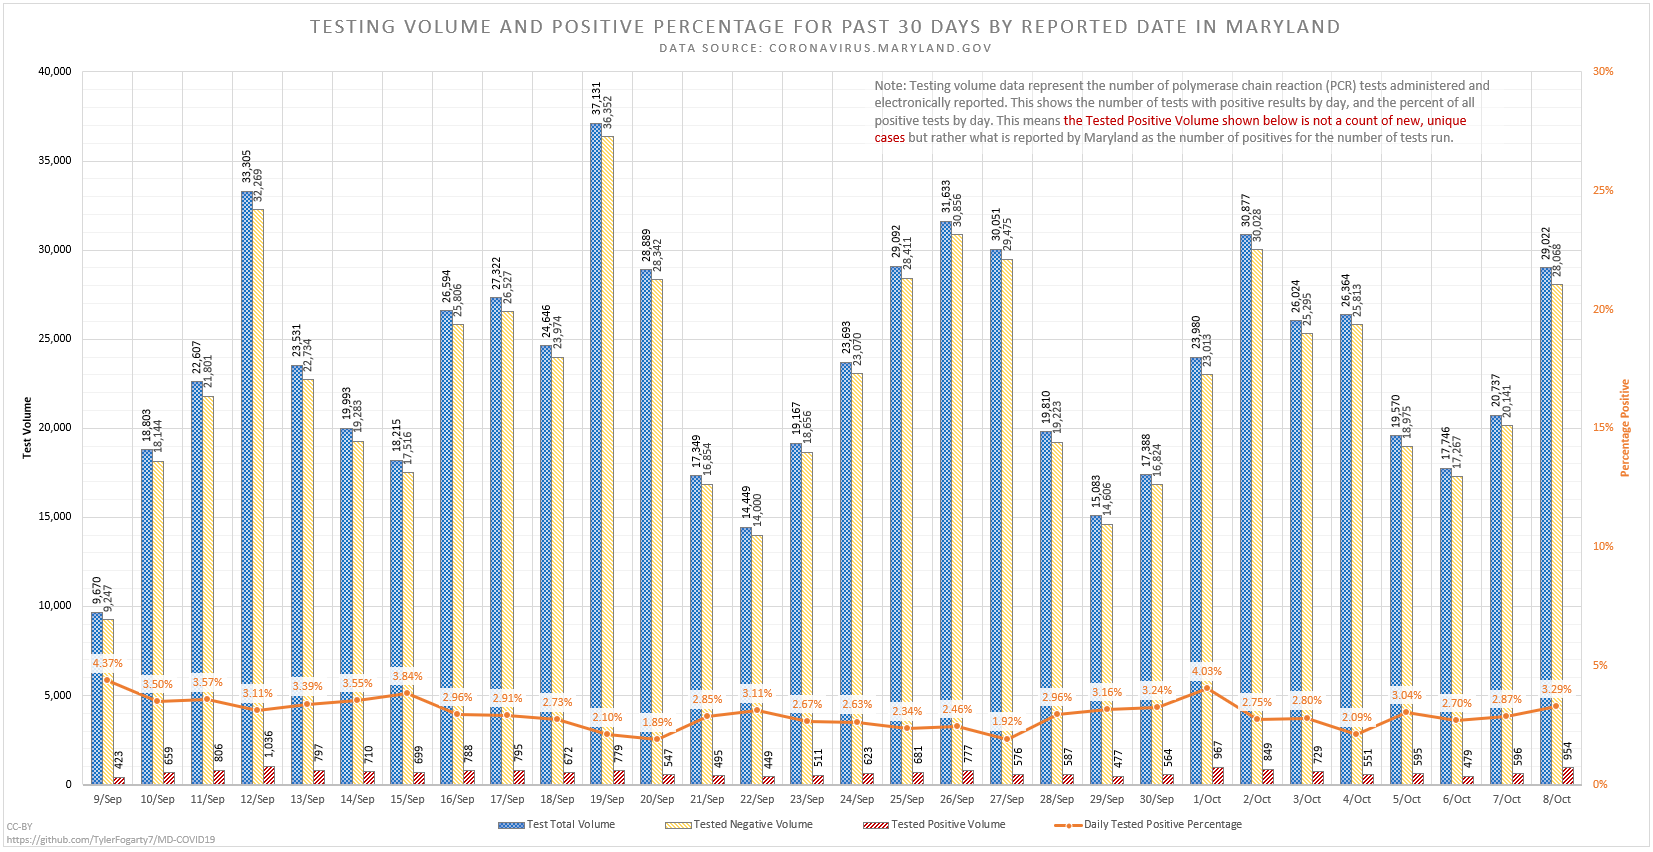 TESTING VOLUME AND POSITIVE PERCENTAGE FOR PAST 30 DAYS BY REPORTED DATE IN MARYLAND
DATA SOURCE: CORONAVIRUS.MARYLAND.GOV
Note: Testing volume data represent the number of polymerase chain reaction (PCR) tests administered and
electronically reported. This shows the number of tests with positive results by day, and the percent of all
positive tests by day. This means the Tested Positive Volume shown below is not a count of new, unique
cases but rather what is reported by Maryland as the number of positives for the number of tests run.
40,000
35,000
30,000
25,000
20,000
15,000
10,000
5,000
0
Test Volume
30%
25%
20%
15%
10%
5%
0%
Percentage Positive
9,670 9,247 4.37% 423
18,803 18,144 3.50% 659
22,607 21,801 3.57% 806
33,305 32,269 3.11% 1,036
23,531 22,734 3.39% 797
19,993 19,283 3.55% 710
18,215 17,516 3.84% 699
26,594 25,806 2.96% 788
27,322 26,527 2.91% 795
24,646 23,974 2.73% 672
37,131 36,352 2.10% 779
28,889 28,342 1.89% 547
17,349 16,854 2.85% 495
14,449 14,000 3.11% 449
19,167 18,656 2.67% 511
23,693 23,070 2.63% 623
29,092 28,411 2.34% 681
31,633 30,856 2.46% 777
30,051 29,475 1.92% 576
19,810 19,223 2.96% 587
15,083 14,606 3.16% 477
17,388 16,824 3.24% 564
23,980 23,013 4.03% 967
30,877 30,028 2.75% 849
26,024 25,295 2.80% 729
26,364 25,813 2.09% 551
19,570 18,975 3.04% 595
17,746 17,267 2.70% 479
20,737 20,141 2.87% 596
29,022 28,068 3.29% 954
9/Sep 10/Sep 11/Sep 12/Sep 13/Sep 14/Sep 15/Sep 16/Sep 17/Sep 18/Sep 19/Sep 20/Sep 21/Sep 22/Sep 23/Sep 24/Sep 25/Sep 26/Sep 27/Sep 28/Sep 29/Sep 30/Sep 1/Oct 2/Oct 3/Oct 4/Oct 5/Oct 6/Oct 7/Oct 8/Oct
Test Total Volume Tested Negative Volume Tested Positive Volume Daily Tested Positive Percentage
CC-BY
https://github.com/TylerFogarty7/MD-COVID19